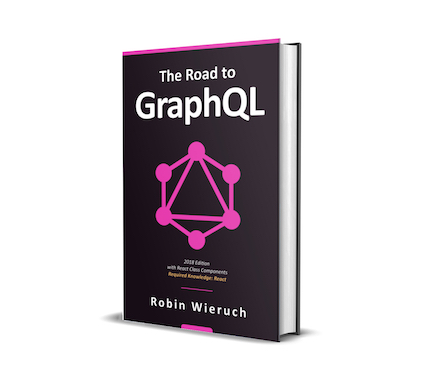 The Road to
GraphQL
2018 Edition
with React Class Components
Required Knowledge: React
Robin Wieruch